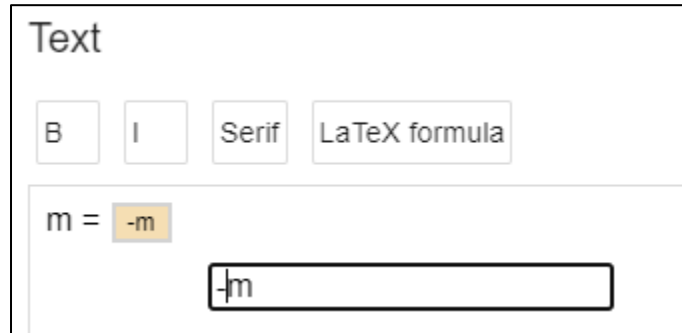 Text
B I Serif LaTeX formula
m = -m
-m